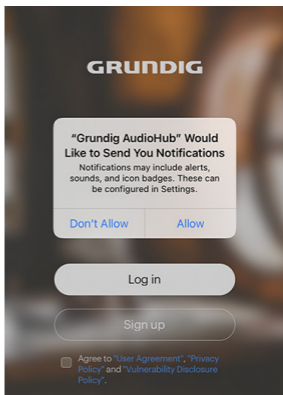 GRUNDIG
“Grundig AudioHub” Would
Like to Send You Notifications
Notifications may include alerts,
sounds, and icon badges. These can
be configured in Settings.
Don't Allow
Allow
Log in
Sign up
Agree to "User Agreement", "Privacy
Policy" and "Vulnerability Disclosure
Policy".